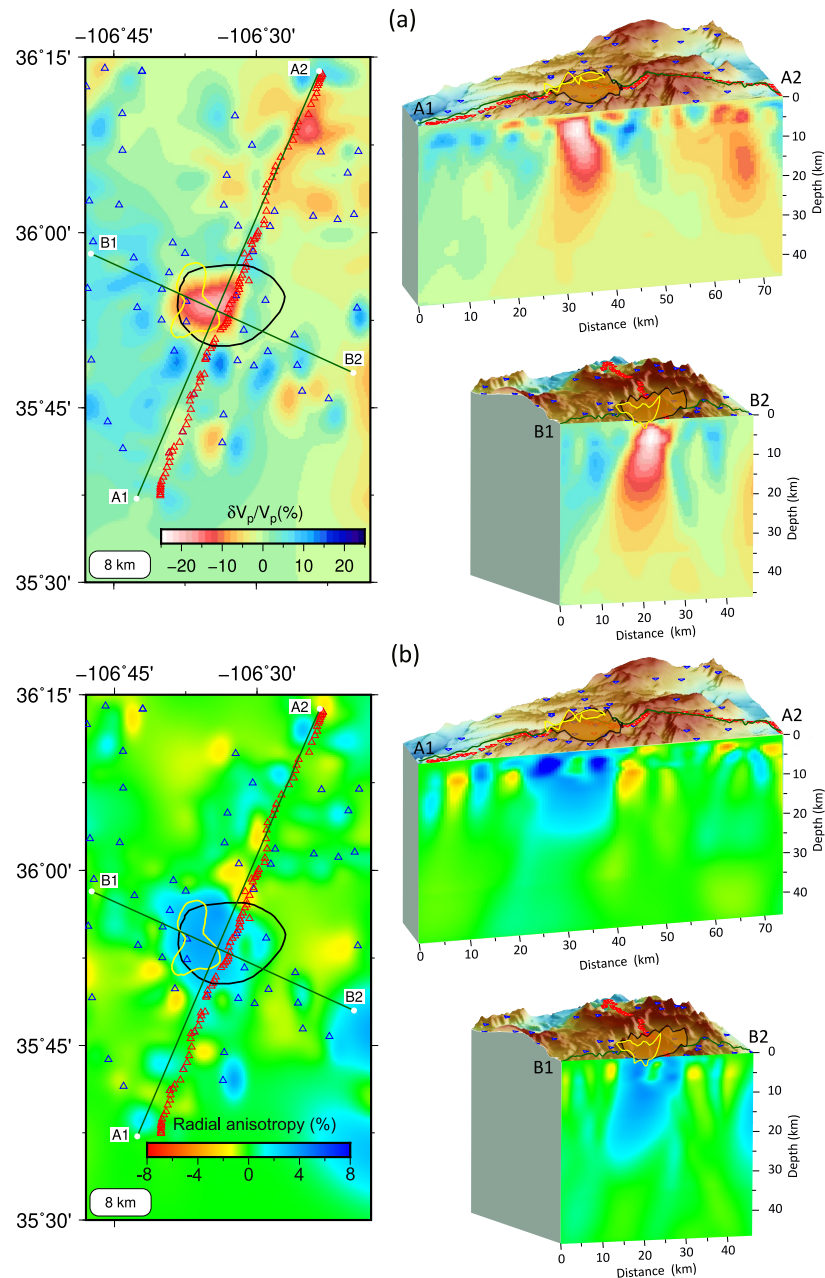 (a)
−106˚45' −106˚30'
36˚15'
36˚00'
35˚45'
35˚30'
A2
B1
B2
A1
δVp/Vp(%)
−20 −10 0 10 20
8 km
A1
A2
0
10
20
30
40
Depth (km)
0 10 20 30 40 50 60 70
Distance (km)
B1
B2
0
10
20
30
40
Depth (km)
0 10 20 30 40
Distance (km)
(b)
−106˚45' −106˚30'
36˚15'
36˚00'
35˚45'
35˚30'
A2
B1
B2
A1
Radial anisotropy (%)
-8 -4 0 4 8
8 km
A1
A2
0
10
20
30
40
Depth (km)
0 10 20 30 40 50 60 70
Distance (km)
B1
B2
0
10
20
30
40
Depth (km)
0 10 20 30 40
Distance (km)